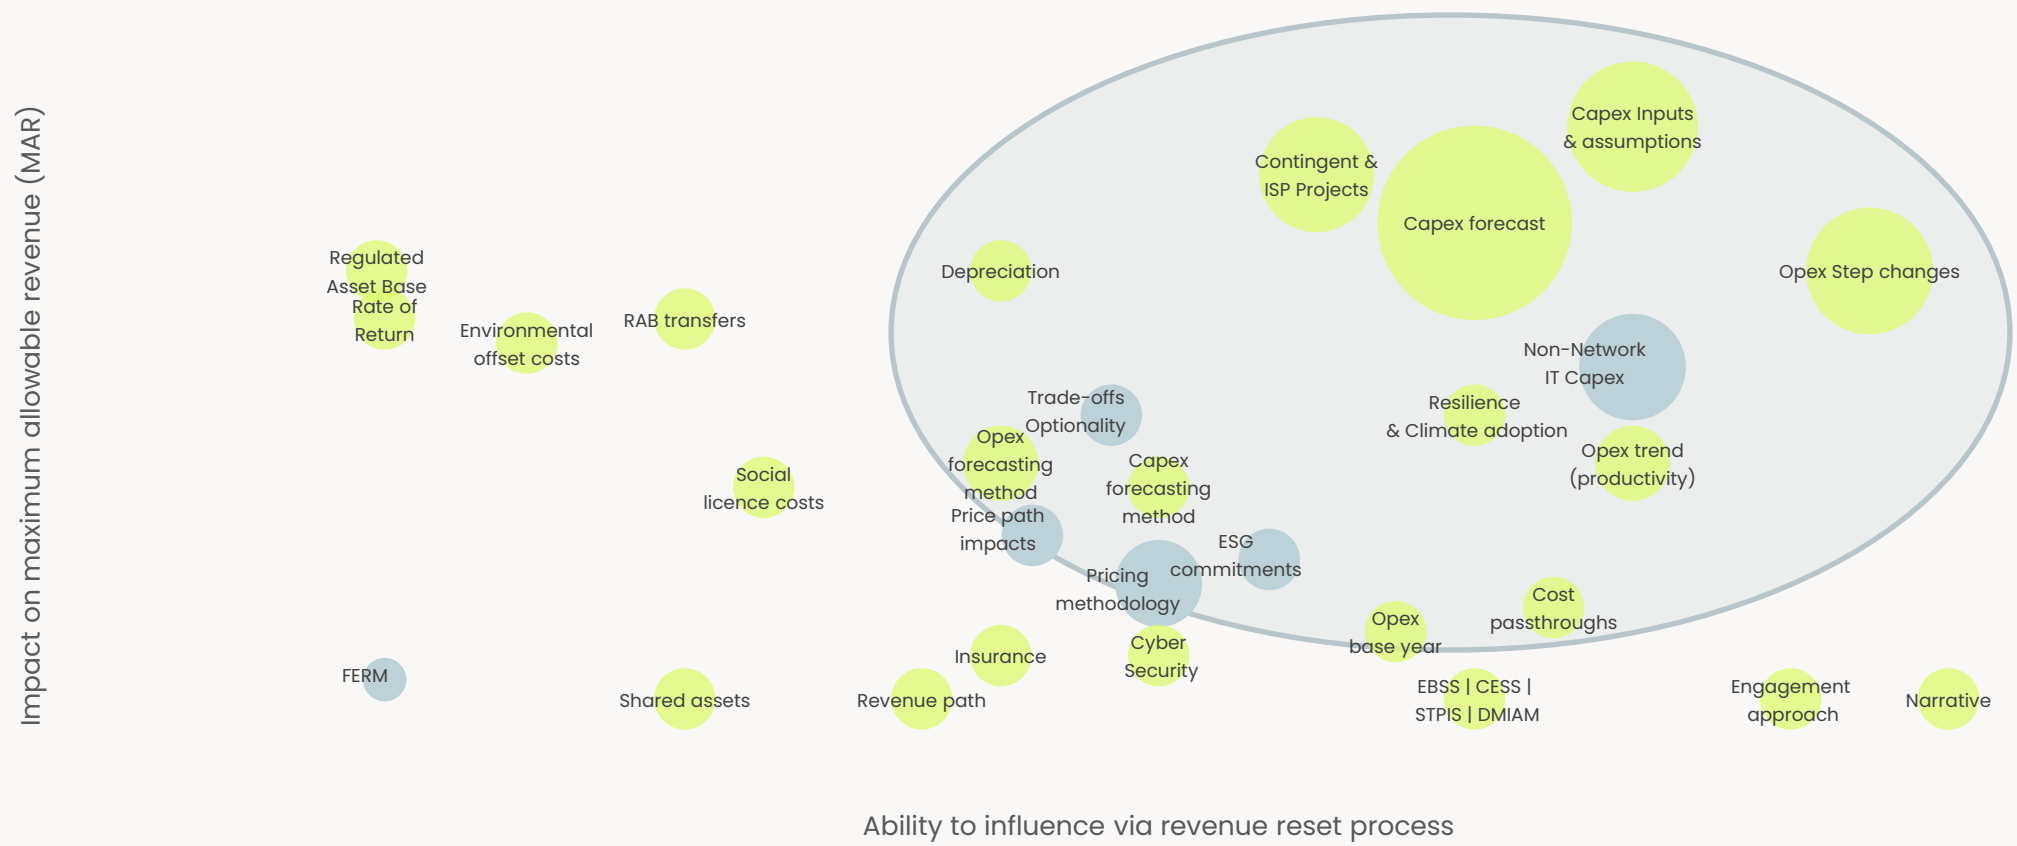 Impact on maximum allowable revenue (MAR)
Capex Inputs
& assumptions
Contingent &
ISP Projects
Capex forecast
Regulated
Asset Base
Depreciation
Opex Step changes
Rate of
Return
Environmental
offset costs
RAB transfers
Non-Network
IT Capex
Trade-offs
Optionality
Resilience
& Climate adoption
Opex
forecasting
method
Capex
forecasting
method
Opex trend
(productivity)
Social
licence costs
Price path
impacts
ESG
commitments
Pricing
methodology
Cost
passthroughs
Opex
base year
Insurance
Cyber
Security
FERM
Shared assets
Revenue path
EBSS | CESS |
STPIS | DMIAM
Engagement
approach
Narrative
Ability to influence via revenue reset process